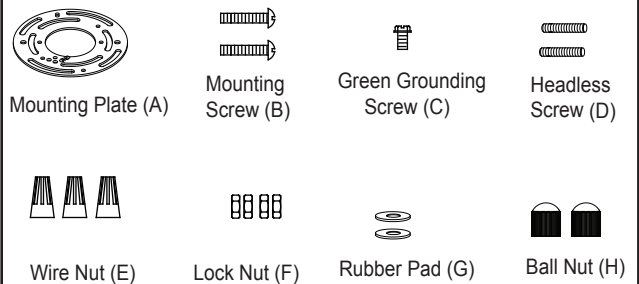 Mounting Plate (A)
Mounting
Screw (B)
Green Grounding
Screw (C)
Headless
Screw (D)
Wire Nut (E)
Lock Nut (F)
Rubber Pad (G)
Ball Nut (H)